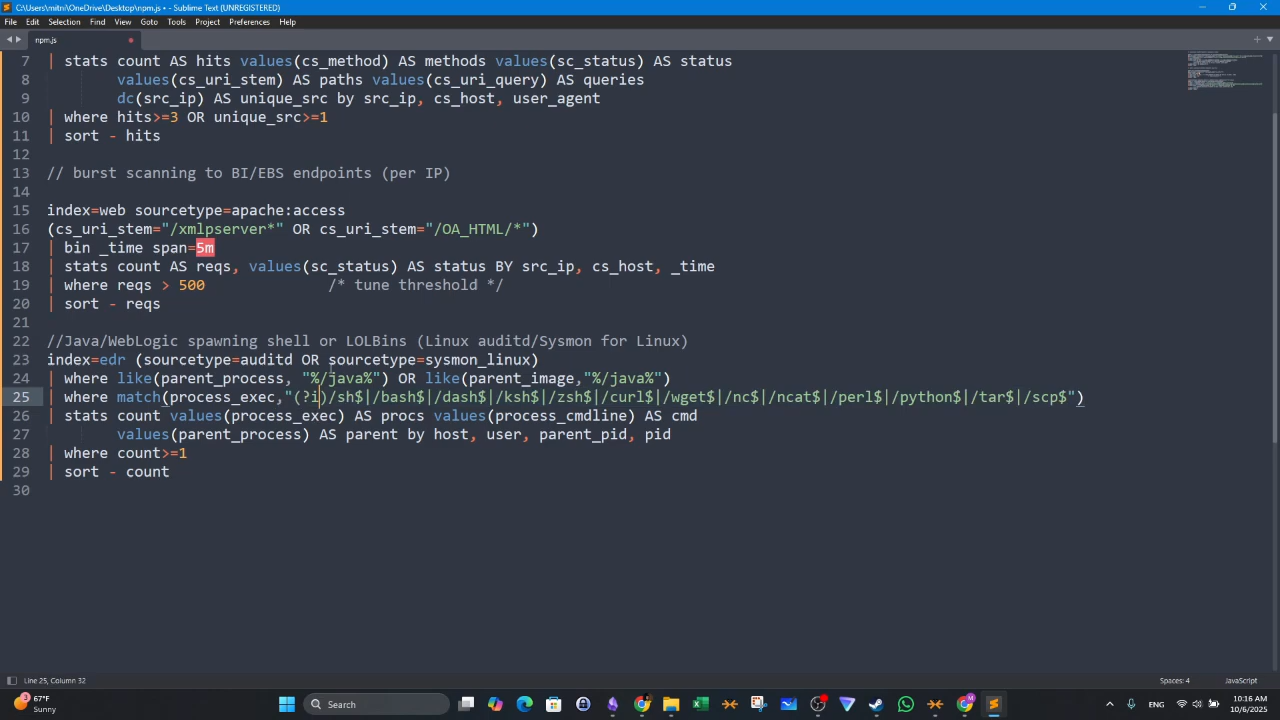 C:\Users\mitni\OneDrive\Desktop\npm.js • - Sublime Text (UNREGISTERED)
File Edit Selection Find View Goto Tools Project Preferences Help
npm.js
7 | stats count AS hits values(cs_method) AS methods values(sc_status) AS status
8 values(cs_uri_stem) AS paths values(cs_uri_query) AS queries
9 dc(src_ip) AS unique_src by src_ip, cs_host, user_agent
10 | where hits>=3 OR unique_src>=1
11 | sort - hits
12
13 // burst scanning to BI/EBS endpoints (per IP)
14
15 index=web sourcetype=apache:access
16 (cs_uri_stem="/xmlpserver*" OR cs_uri_stem="/OA_HTML/*")
17 | bin _time span=5m
18 | stats count AS reqs, values(sc_status) AS status BY src_ip, cs_host, _time
19 | where reqs > 500 /* tune threshold */
20 | sort - reqs
21
22 //Java/WebLogic spawning shell or LOLBins (Linux auditd/Sysmon for Linux)
23 index=edr (sourcetype=auditd OR sourcetype=sysmon_linux)
24 | where like(parent_process, "%/java%") OR like(parent_image,"%/java%")
25 | where match(process_exec,"(?i)/sh$|/bash$|/dash$|/ksh$|/zsh$|/curl$|/wget$|/nc$|/ncat$|/perl$|/python$|/tar$|/scp$")
26 | stats count values(process_exec) AS procs values(process_cmdline) AS cmd
27 values(parent_process) AS parent by host, user, parent_pid, pid
28 | where count>=1
29 | sort - count
30
Line 25, Column 32 Spaces: 4 JavaScript
67°F
Sunny
Search
ENG
10:16 AM
10/6/2025